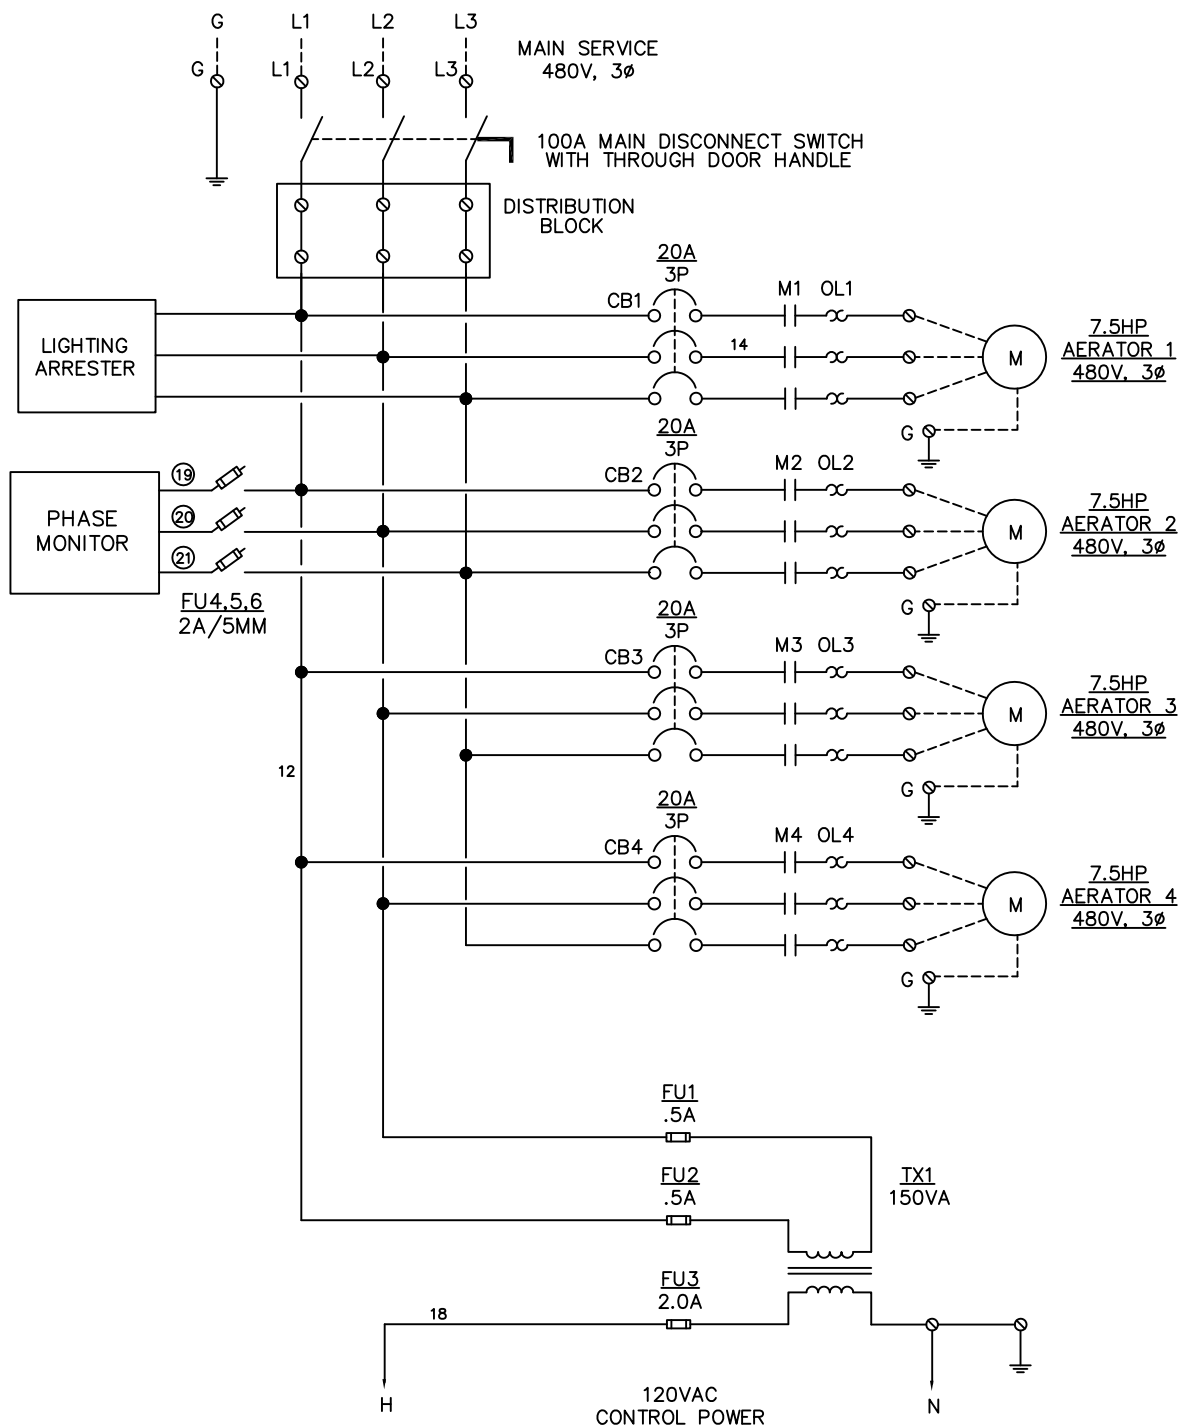 G L1 L2 L3
G L1 L2 L3
MAIN SERVICE
480V, 3ø
100A MAIN DISCONNECT SWITCH
WITH THROUGH DOOR HANDLE
DISTRIBUTION
BLOCK
LIGHTING
ARRESTER
20A
3P
CB1
M1 OL1
14
M
7.5HP
AERATOR 1
480V, 3ø
G
PHASE
MONITOR
19
20
21
FU4,5,6
2A/5MM
20A
3P
CB2
M2 OL2
M
7.5HP
AERATOR 2
480V, 3ø
G
20A
3P
CB3
M3 OL3
M
7.5HP
AERATOR 3
480V, 3ø
G
12
20A
3P
CB4
M4 OL4
M
7.5HP
AERATOR 4
480V, 3ø
G
FU1
.5A
FU2
.5A
TX1
150VA
FU3
2.0A
18
H
N
120VAC
CONTROL POWER